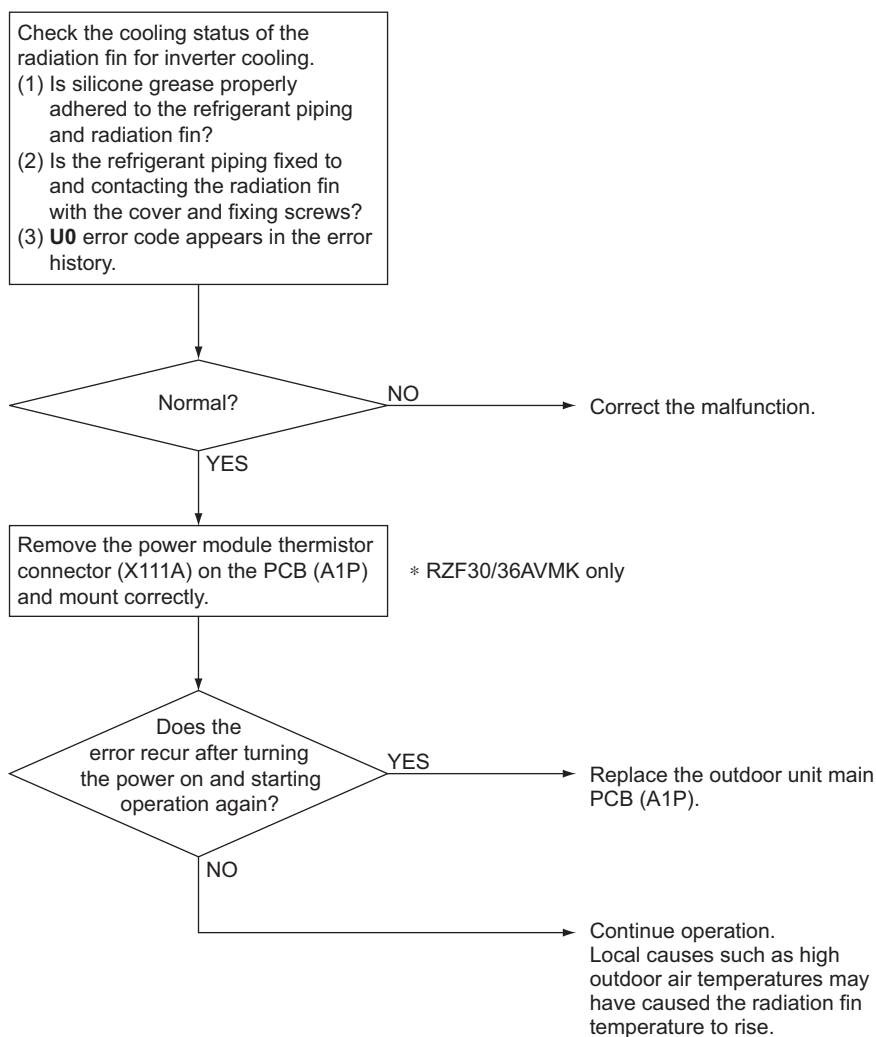 Check the cooling status of the
radiation fin for inverter cooling.
(1) Is silicone grease properly
adhered to the refrigerant piping
and radiation fin?
(2) Is the refrigerant piping fixed to
and contacting the radiation fin
with the cover and fixing screws?
(3) U0 error code appears in the error
history.
Normal?
NO
Correct the malfunction.
YES
Remove the power module thermistor
connector (X111A) on the PCB (A1P)
and mount correctly.
* RZF30/36AVMK only
Does the
error recur after turning
the power on and starting
operation again?
YES
Replace the outdoor unit main
PCB (A1P).
NO
Continue operation.
Local causes such as high
outdoor air temperatures may
have caused the radiation fin
temperature to rise.